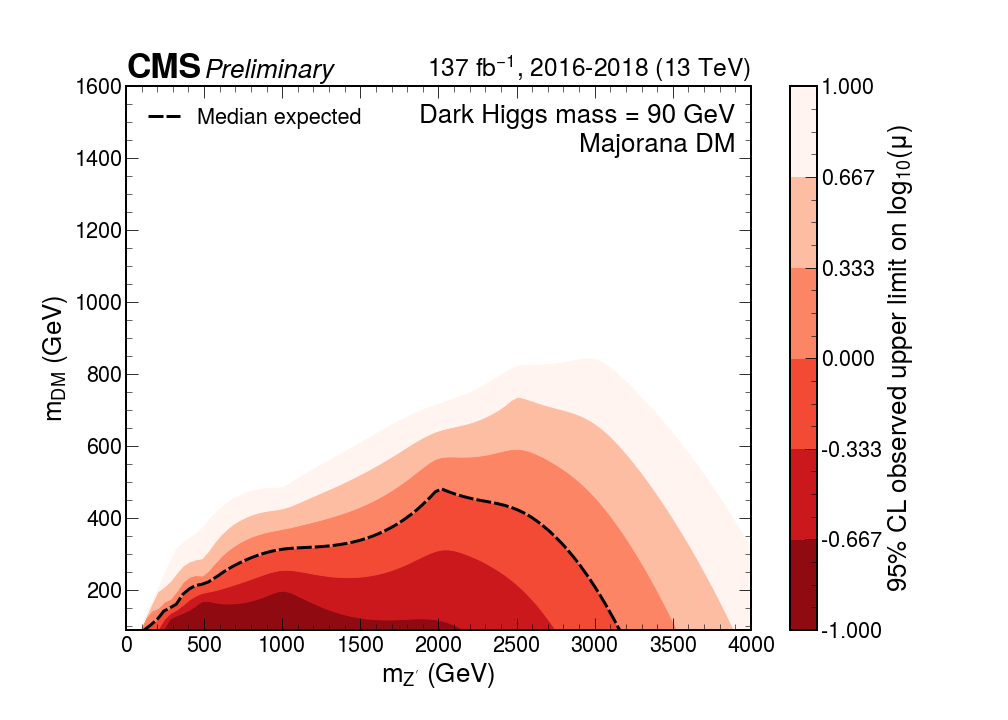 CMS Preliminary 137 fb⁻¹, 2016-2018 (13 TeV)
Median expected
Dark Higgs mass = 90 GeV
Majorana DM
1600
1400
1200
1000
800
600
400
200
m_DM (GeV)
0 500 1000 1500 2000 2500 3000 3500 4000
m_Z′ (GeV)
1.000
0.667
0.333
0.000
-0.333
-0.667
-1.000
95% CL observed upper limit on log₁₀(μ)